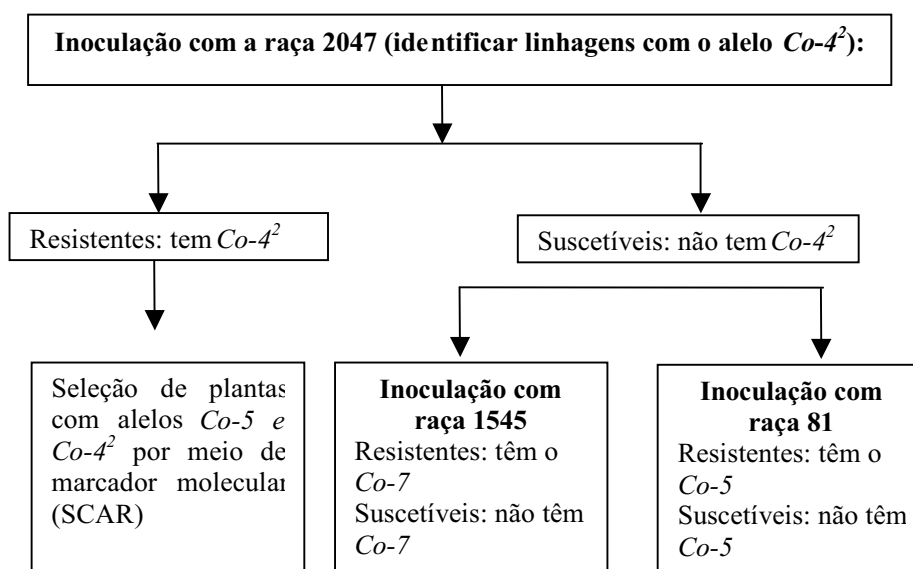 Inoculação com a raça 2047 (identificar linhagens com o alelo Co-4²):
Resistentes: tem Co-4²
Suscetíveis: não tem Co-4²
Seleção de plantas
com alelos Co-5 e
Co-4² por meio de
marcador molecular
(SCAR)
Inoculação com
raça 1545
Resistentes: têm o
Co-7
Suscetíveis: não têm
Co-7
Inoculação com
raça 81
Resistentes: têm o
Co-5
Suscetíveis: não têm
Co-5